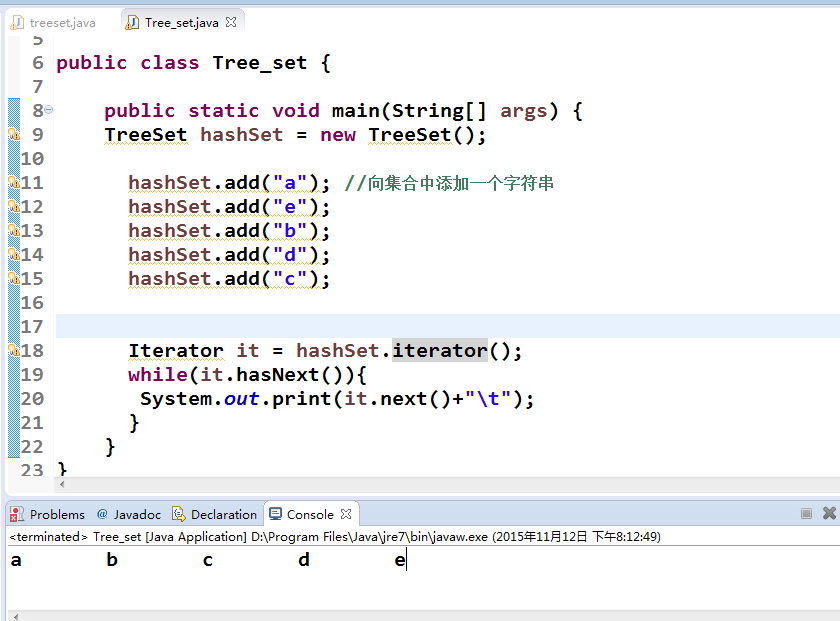 treeset.java Tree_set.java
5
6 public class Tree_set {
7
8 public static void main(String[] args) {
9 TreeSet hashSet = new TreeSet();
10
11 hashSet.add("a"); //向集合中添加一个字符串
12 hashSet.add("e");
13 hashSet.add("b");
14 hashSet.add("d");
15 hashSet.add("c");
16
17
18 Iterator it = hashSet.iterator();
19 while(it.hasNext()){
20 System.out.print(it.next()+"\t");
21 }
22 }
23 }
Problems @ Javadoc Declaration Console
<terminated> Tree_set [Java Application] D:\Program Files\Java\jre7\bin\javaw.exe (2015年11月12日 下午8:12:49)
a b c d e